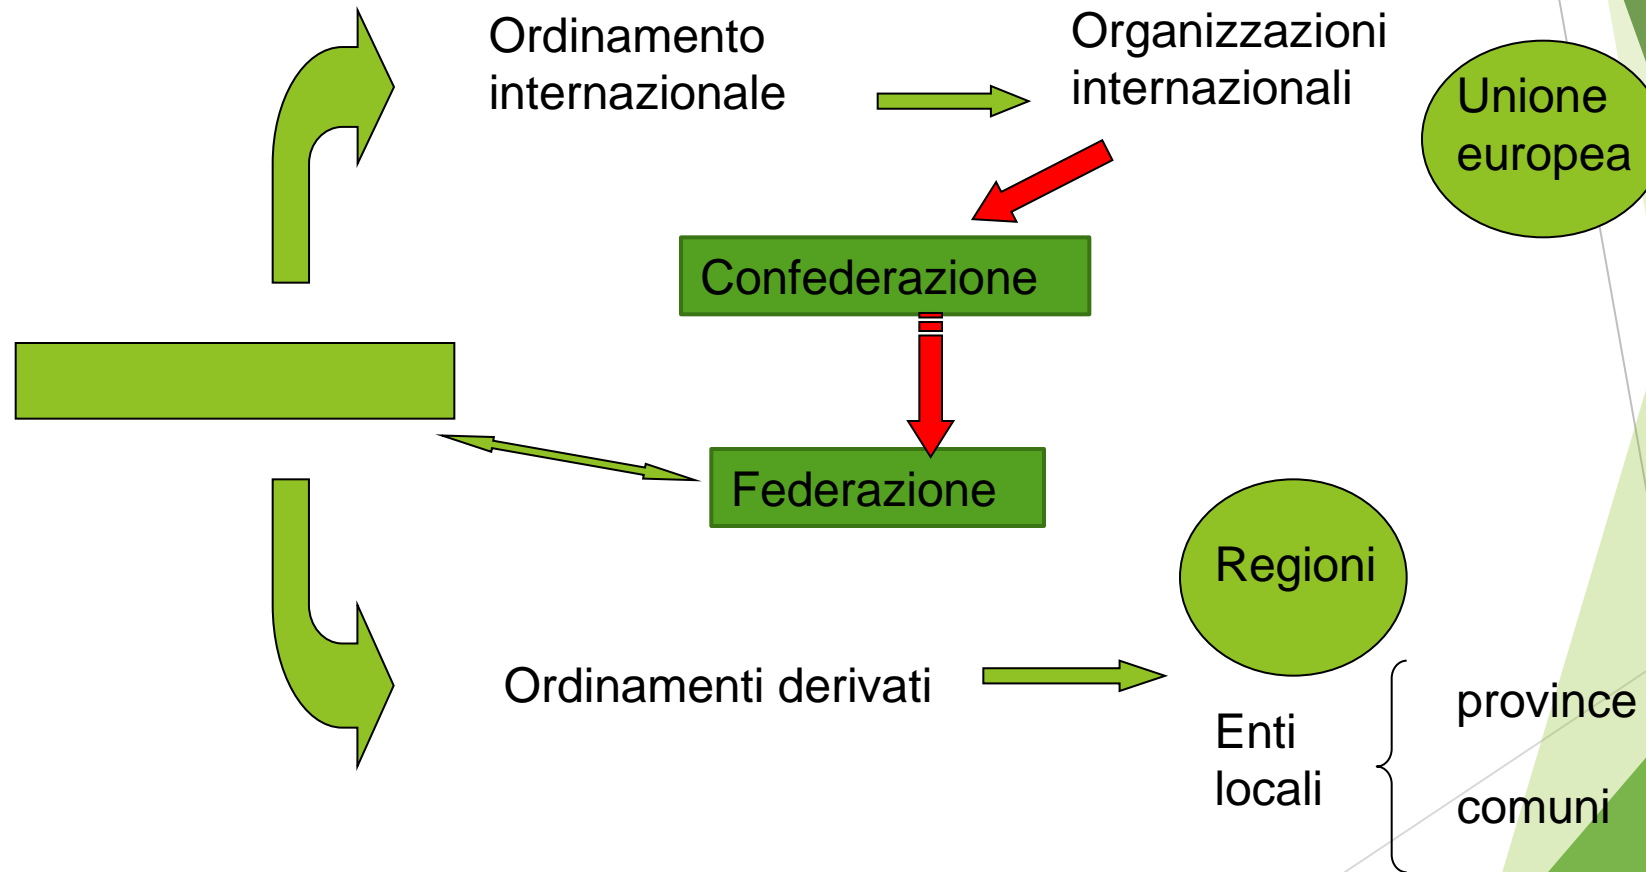 Ordinamento
internazionale
Organizzazioni
internazionali
Unione
europea
Confederazione
Federazione
Regioni
Ordinamenti derivati
Enti
locali
province
comuni